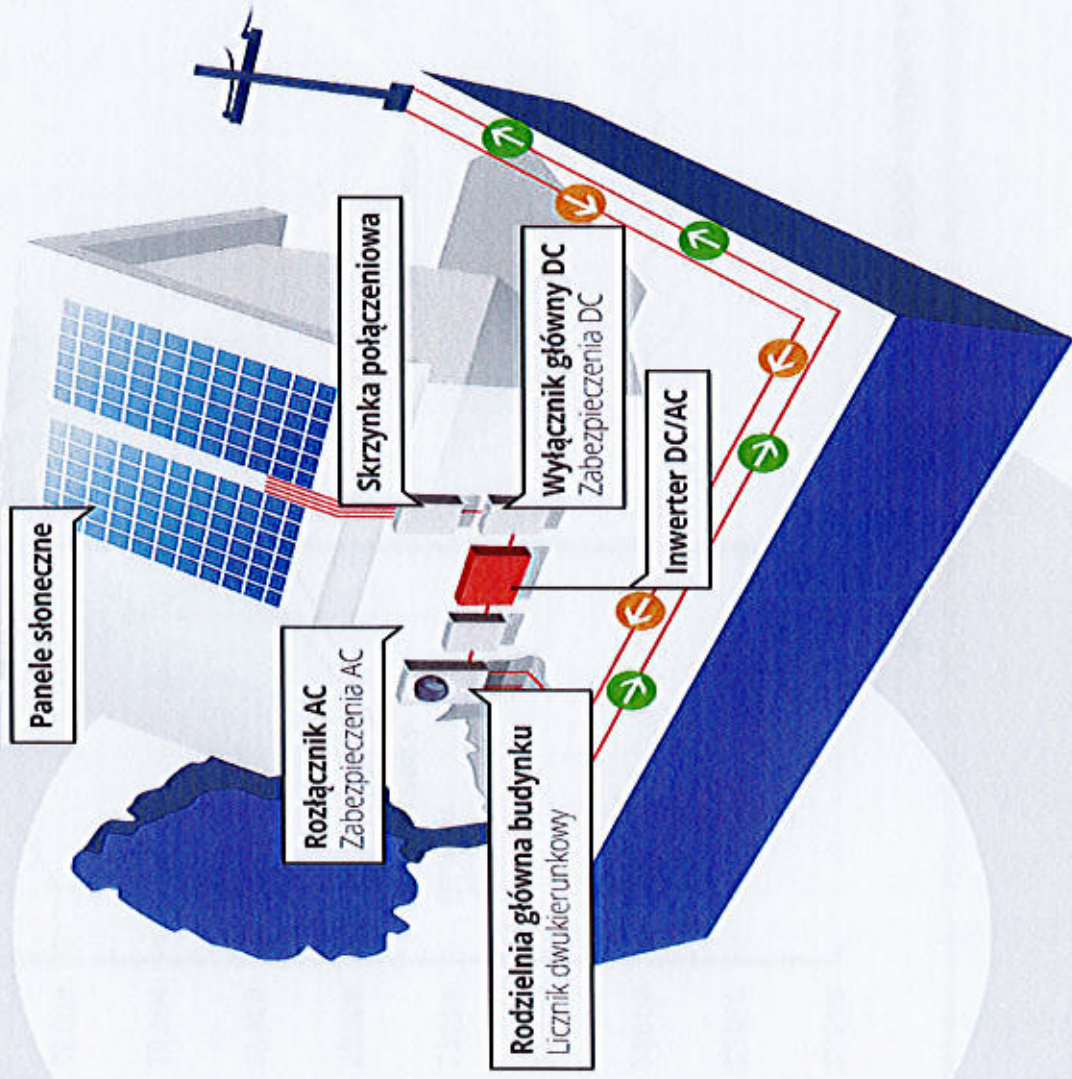 Panele słoneczne
Skrzynka połączeniowa
Rozłącznik AC
Zabezpieczenia AC
Wyłącznik główny DC
Zabezpieczenia DC
Rodzielnia główna budynku
Licznik dwukierunkowy
Inwerter DC/AC